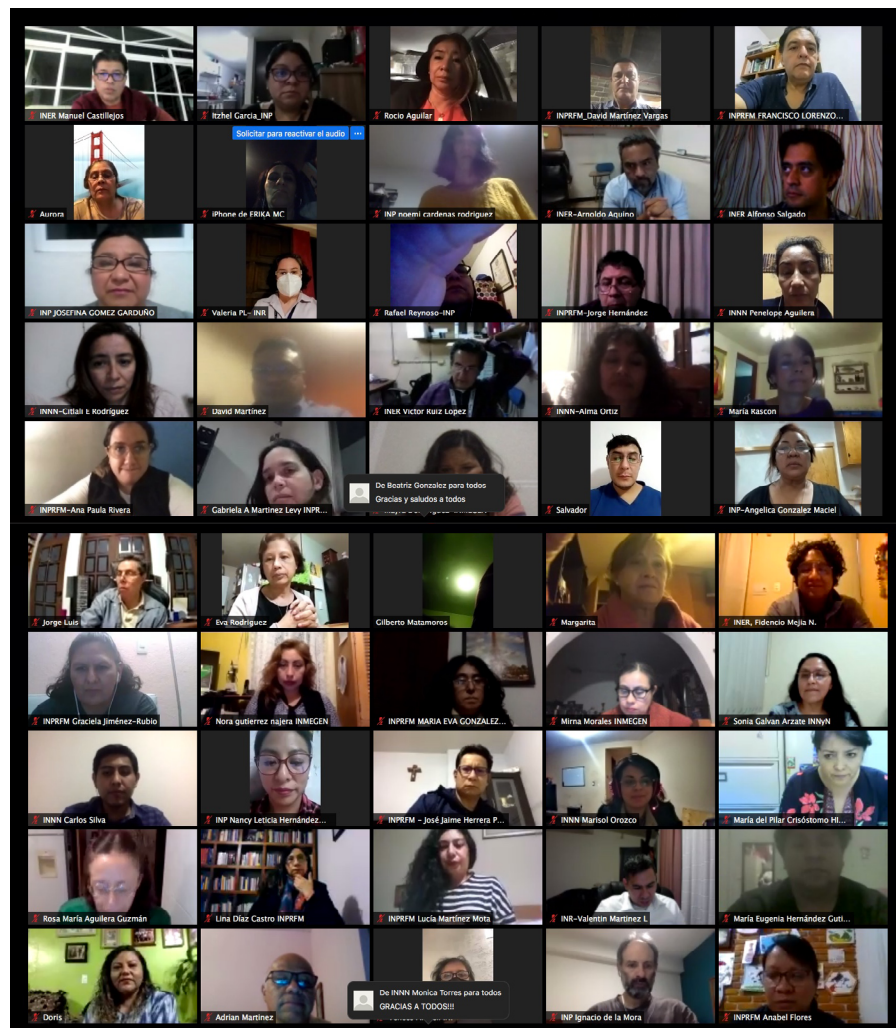 INER Manuel Castillejos
Itzhel Garcia_INP
Rocio Aguilar
INPRFM_David Martínez Vargas
INPRFM FRANCISCO LORENZO...
Solicitar para reactivar el audio
Aurora
iPhone de ERIKA MC
INP noemi cardenas rodriguez
INER-Arnoldo Aquino
INER Alfonso Salgado
INP JOSEFINA GOMEZ GARDUÑO
Valeria PL- INR
Rafael Reynoso-INP
INPRFM-Jorge Hernández
INNN Penelope Aguilera
INNN-Citlali E Rodríguez
David Martínez
INER Victor Ruiz Lopez
INNN-Alma Ortiz
María Rascon
De Beatriz Gonzalez para todos
Gracias y saludos a todos
INPRFM-Ana Paula Rivera
Gabriela A Martinez Levy INPR...
Salvador
INP-Angelica Gonzalez Maciel
Jorge Luis
Eva Rodriguez
Gilberto Matamoros
Margarita
INER, Fidencio Mejia N.
INPRFM Graciela Jiménez-Rubio
Nora gutierrez najera INMEGEN
INPRFM MARIA EVA GONZALEZ...
Mirna Morales INMEGEN
Sonia Galvan Arzate INNyN
INNN Carlos Silva
INP Nancy Leticia Hernández...
INPRFM - José Jaime Herrera P...
INNN Marisol Orozco
María del Pilar Crisóstomo HI...
Rosa María Aguilera Guzmán
Lina Díaz Castro INPRFM
INPRFM Lucía Martínez Mota
INR-Valentin Martinez L
María Eugenia Hernández Guti...
De INNN Monica Torres para todos
GRACIAS A TODOS!!!
Doris
Adrian Martinez
INP Ignacio de la Mora
INPRFM Anabel Flores